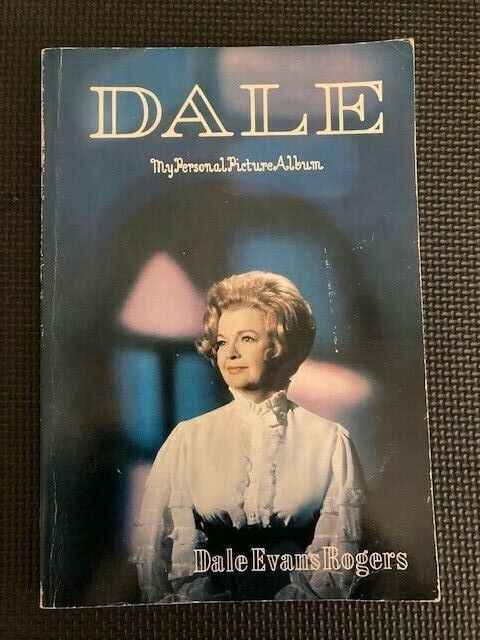 DALE
My Personal Picture Album
Dale Evans Rogers